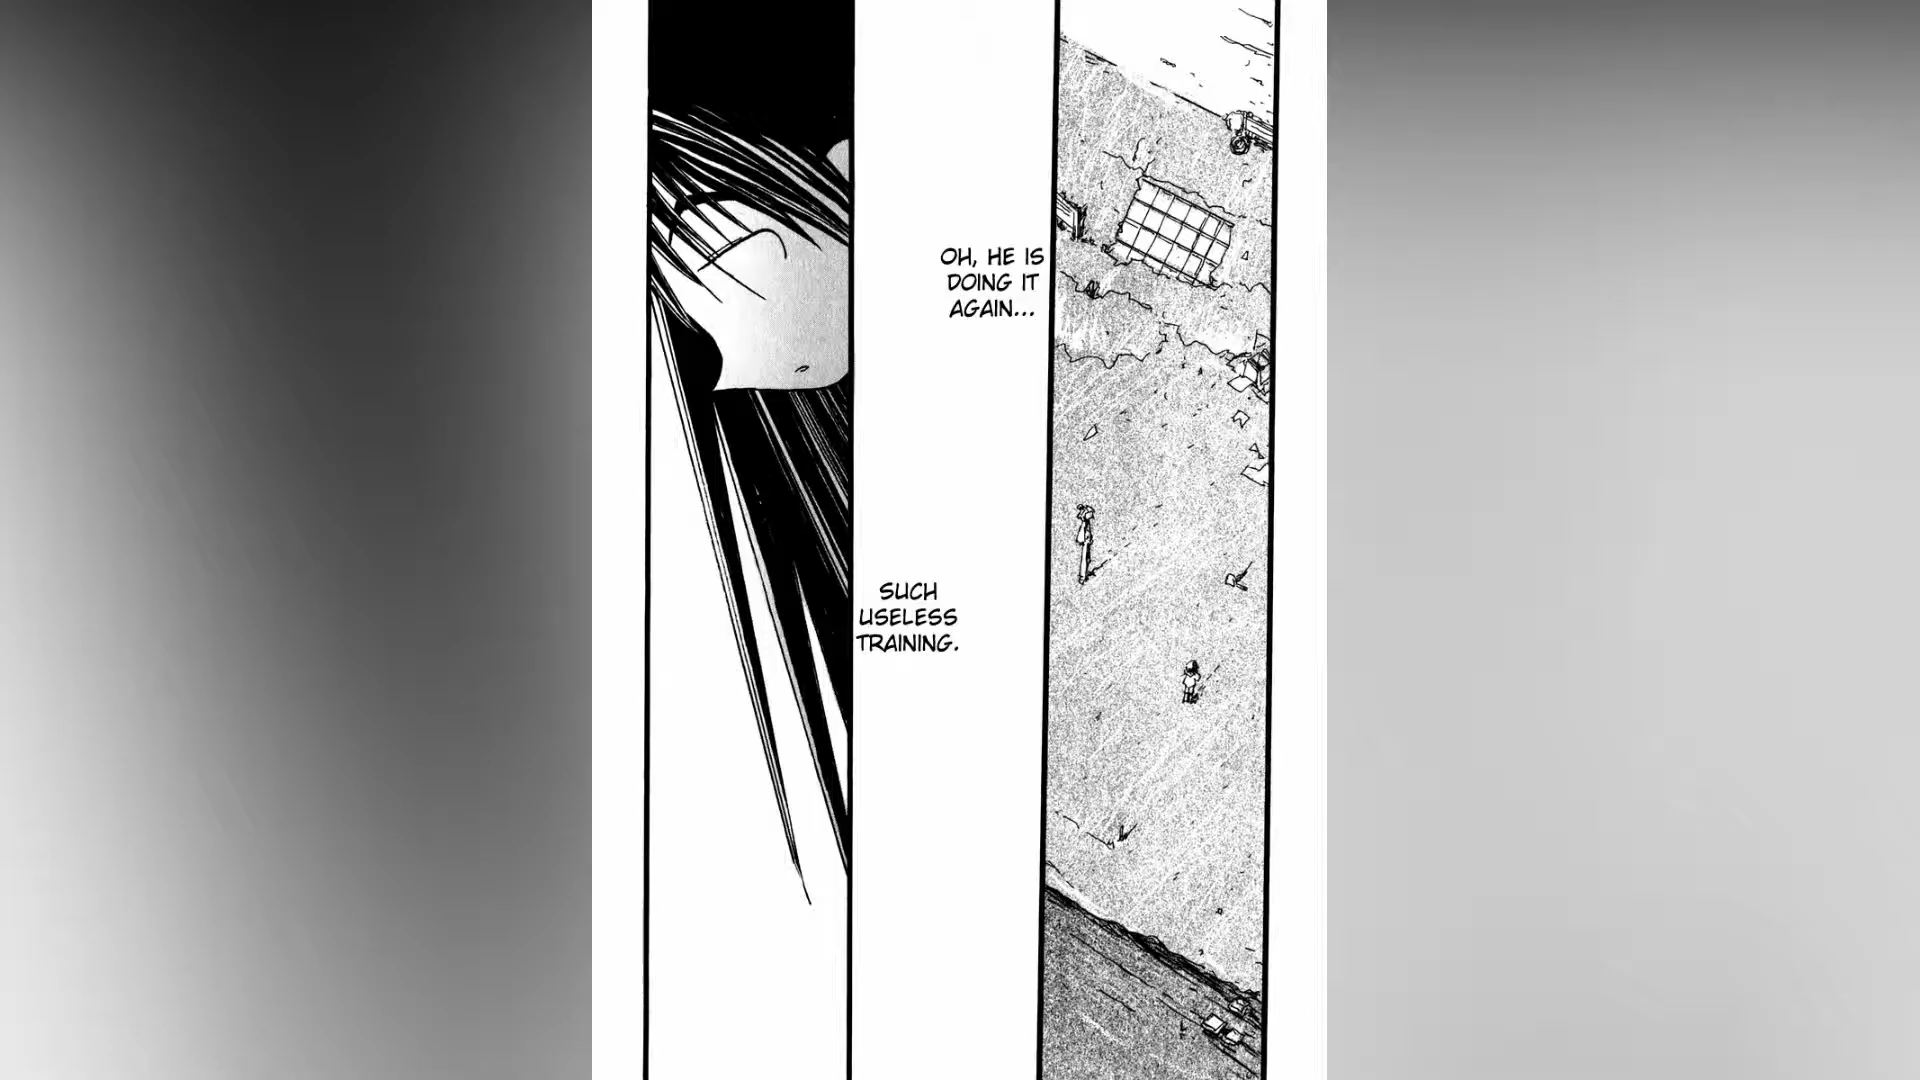 OH, HE IS
DOING IT
AGAIN...
SUCH
USELESS
TRAINING.